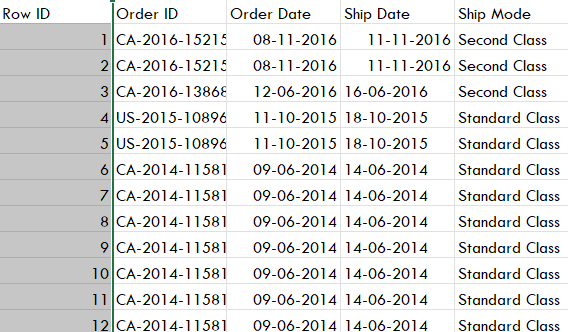 Row ID Order ID Order Date Ship Date Ship Mode
1 CA-2016-15215 08-11-2016 11-11-2016 Second Class
2 CA-2016-15215 08-11-2016 11-11-2016 Second Class
3 CA-2016-13868 12-06-2016 16-06-2016 Second Class
4 US-2015-10896 11-10-2015 18-10-2015 Standard Class
5 US-2015-10896 11-10-2015 18-10-2015 Standard Class
6 CA-2014-11581 09-06-2014 14-06-2014 Standard Class
7 CA-2014-11581 09-06-2014 14-06-2014 Standard Class
8 CA-2014-11581 09-06-2014 14-06-2014 Standard Class
9 CA-2014-11581 09-06-2014 14-06-2014 Standard Class
10 CA-2014-11581 09-06-2014 14-06-2014 Standard Class
11 CA-2014-11581 09-06-2014 14-06-2014 Standard Class
12 CA-2014-11581 09-06-2014 14-06-2014 Standard Class